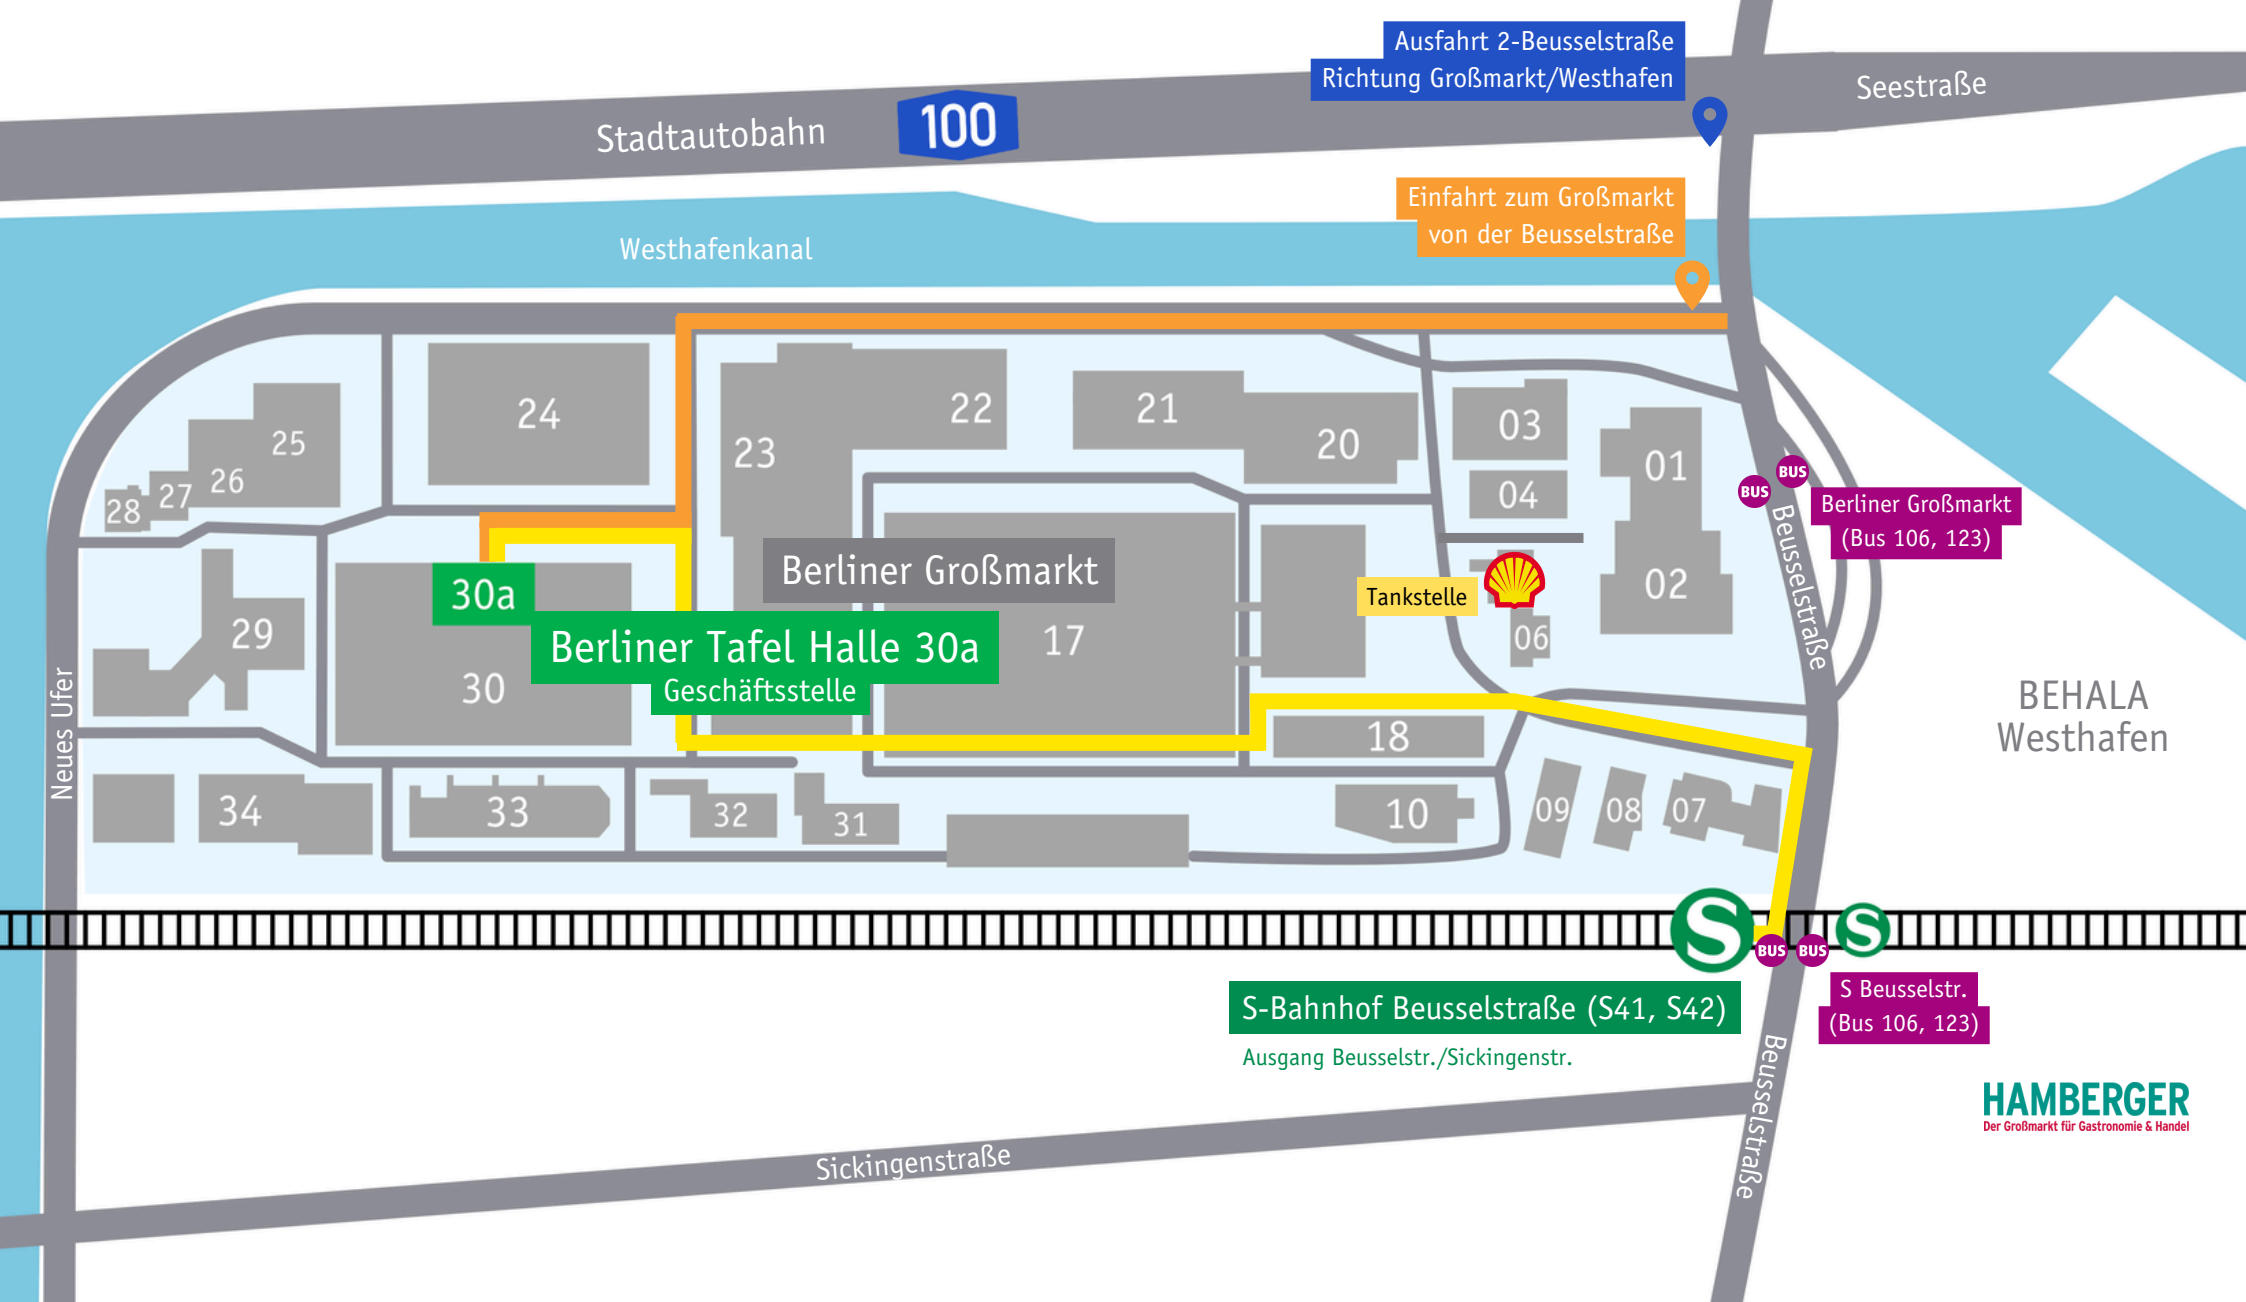 Ausfahrt 2-Beusselstraße
Richtung Großmarkt/Westhafen
Seestraße
Stadtautobahn
100
Einfahrt zum Großmarkt
von der Beusselstraße
Westhafenkanal
24
25
26
27
28
23
22
21
20
03
04
01
02
BUS
BUS
Berliner Großmarkt
(Bus 106, 123)
Beusselstraße
Berliner Großmarkt
30a
Tankstelle
06
Berliner Tafel Halle 30a
Geschäftsstelle
17
29
30
Neues Ufer
18
BEHALA
Westhafen
34
33
32
31
10
09
08
07
S
BUS
BUS
S
S-Bahnhof Beusselstraße (S41, S42)
Ausgang Beusselstr./Sickingenstr.
S Beusselstr.
(Bus 106, 123)
Beusselstraße
HAMBERGER
Der Großmarkt für Gastronomie & Handel
Sickingenstraße